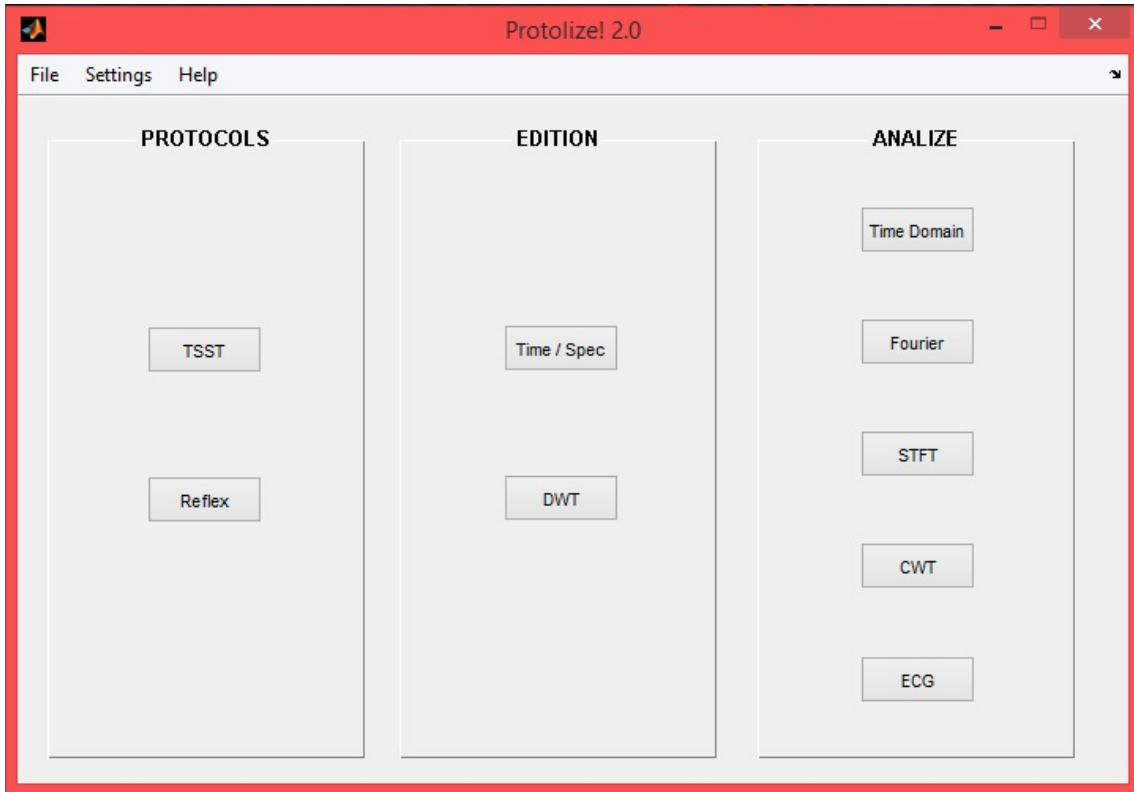 Protolize! 2.0
File Settings Help
PROTOCOLS
TSST
Reflex
EDITION
Time / Spec
DWT
ANALIZE
Time Domain
Fourier
STFT
CWT
ECG